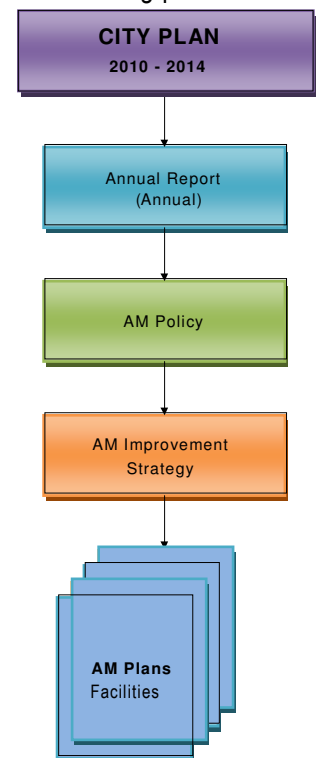 CITY PLAN
2010 - 2014
Annual Report
(Annual)
AM Policy
AM Improvement
Strategy
AM Plans
Facilities